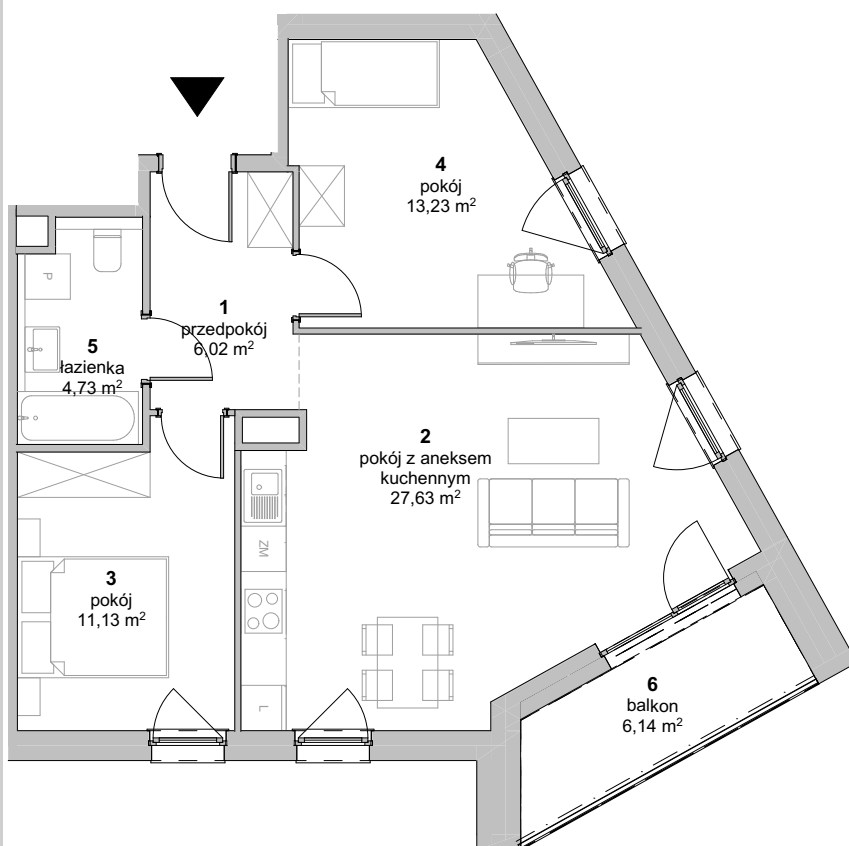 4
pokój
13,23 m²
1
przedpokój
6,02 m²
5
łazienka
4,73 m²
P
2
pokój z aneksem
kuchennym
27,63 m²
ZM
3
pokój
11,13 m²
L
6
balkon
6,14 m²